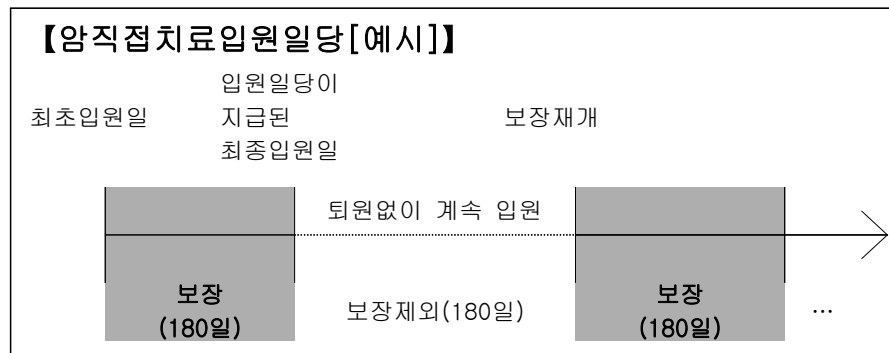 【암직접치료입원일당[예시]】
입원일당이
최초입원일 지급된 보장재개
최종입원일
퇴원없이 계속 입원
보장 보장
보장제외(180일) …
(180일) (180일)